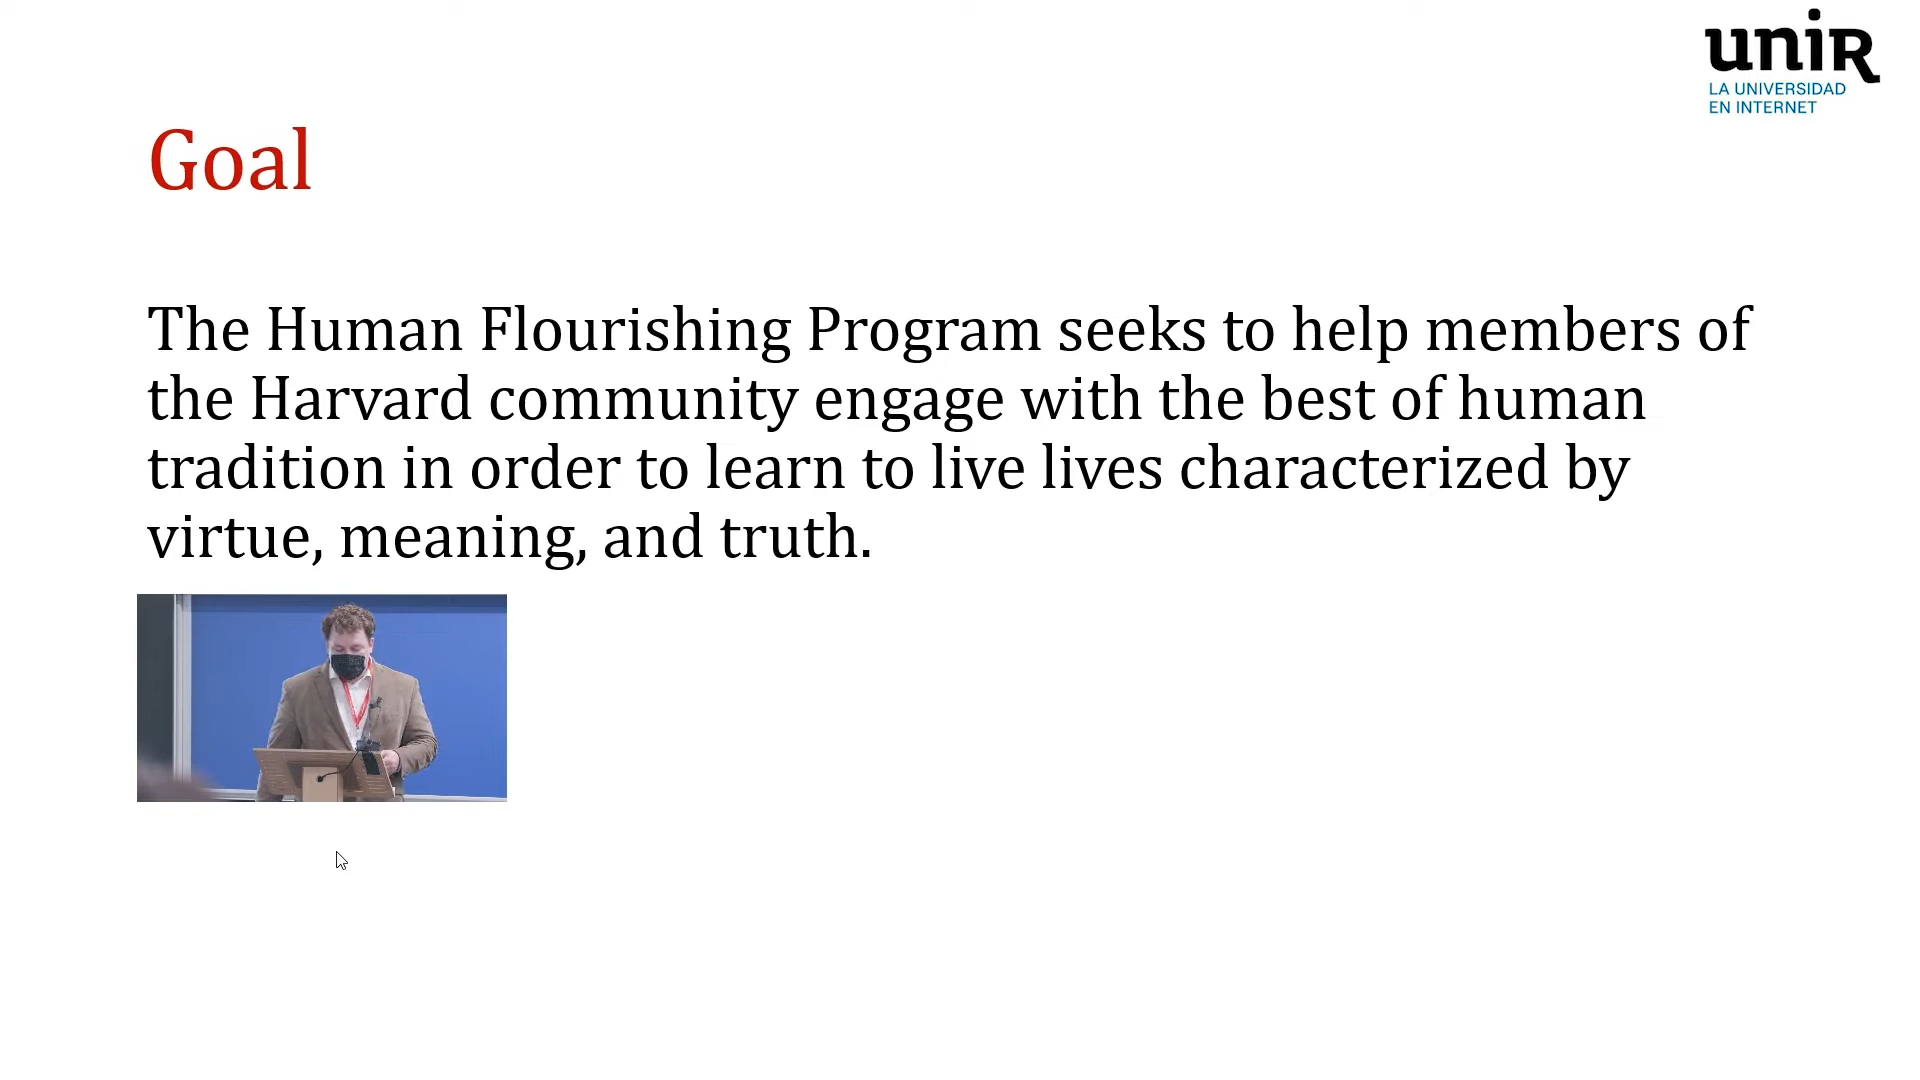 uniR
LA UNIVERSIDAD
EN INTERNET
Goal
The Human Flourishing Program seeks to help members of
the Harvard community engage with the best of human
tradition in order to learn to live lives characterized by
virtue, meaning, and truth.